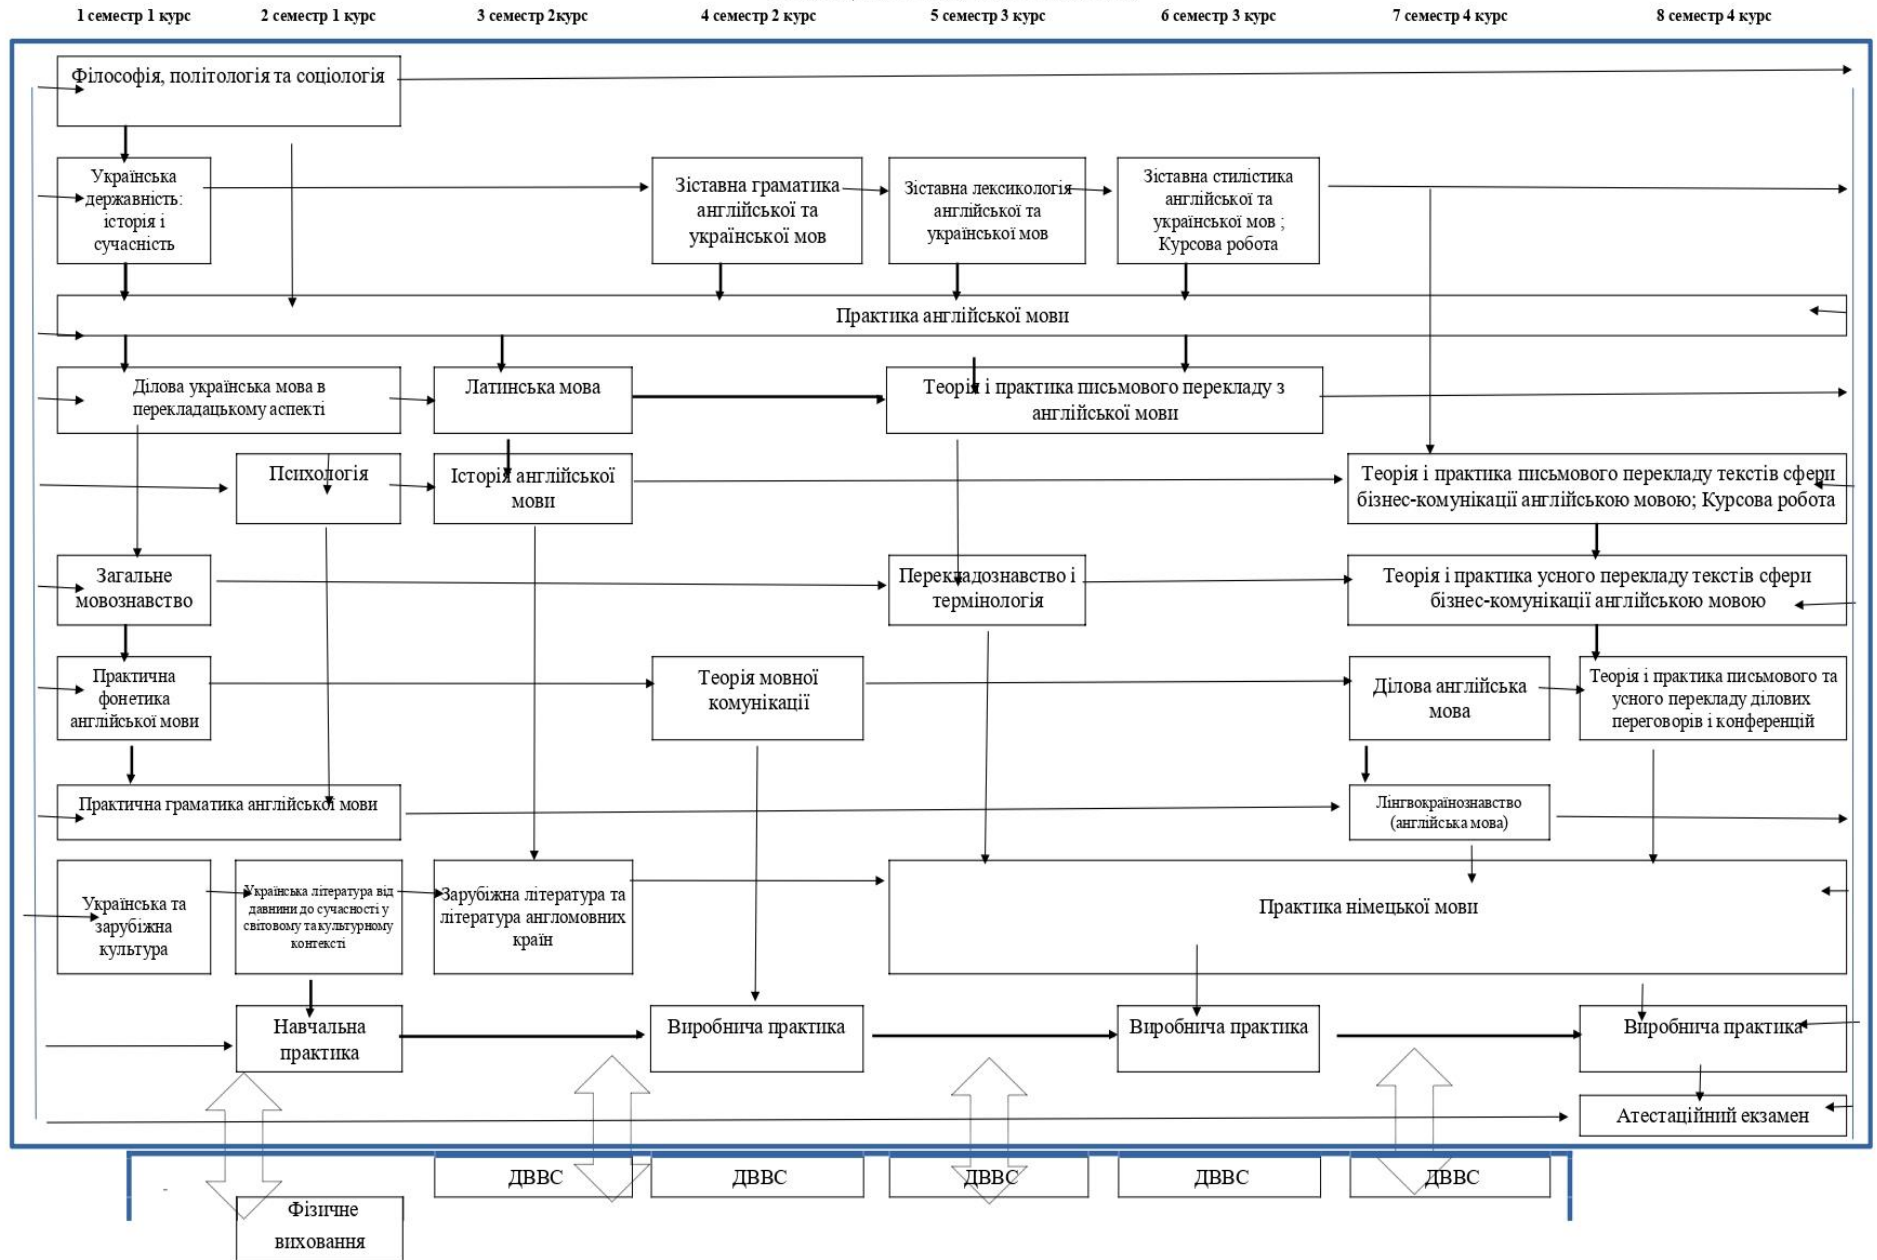 1 семестр 1 курс
2 семестр 1 курс
3 семестр 2курс
4 семестр 2 курс
5 семестр 3 курс
6 семестр 3 курс
7 семестр 4 курс
8 семестр 4 курс
Філософія, політологія та соціологія
Українська
державність:
історія і
сучасність
Зіставна граматика
англійської та
української мов
Зіставна лексикологія
англійської та
української мов
Зіставна стилістика
англійської та
української мов ;
Курсова робота
Практика англійської мови
Ділова українська мова в
перекладацькому аспекті
Латинська мова
Теорія і практика письмового перекладу з
англійської мови
Психологія
Історія англійської
мови
Теорія і практика письмового перекладу текстів сфери
бізнес-комунікації англійською мовою; Курсова робота
Загальне
мовознавство
Перекладознавство і
термінологія
Теорія і практика усного перекладу текстів сфери
бізнес-комунікації англійською мовою
Практична
фонетика
англійської мови
Теорія мовної
комунікації
Ділова англійська
мова
Теорія і практика письмового та
усного перекладу ділових
переговорів і конференцій
Практична граматика англійської мови
Лінгвокраїнознавство
(англійська мова)
Українська та
зарубіжна
культура
Українська література від
давнини до сучасності у
світовому та культурному
контексті
Зарубіжна література та
література англомовних
країн
Практика німецької мови
Навчальна
практика
Виробнича практика
Виробнича практика
Виробнича практика
Атестаційний екзамен
ДВВС
ДВВС
ДВВС
ДВВС
ДВВС
-
Фізичне
виховання